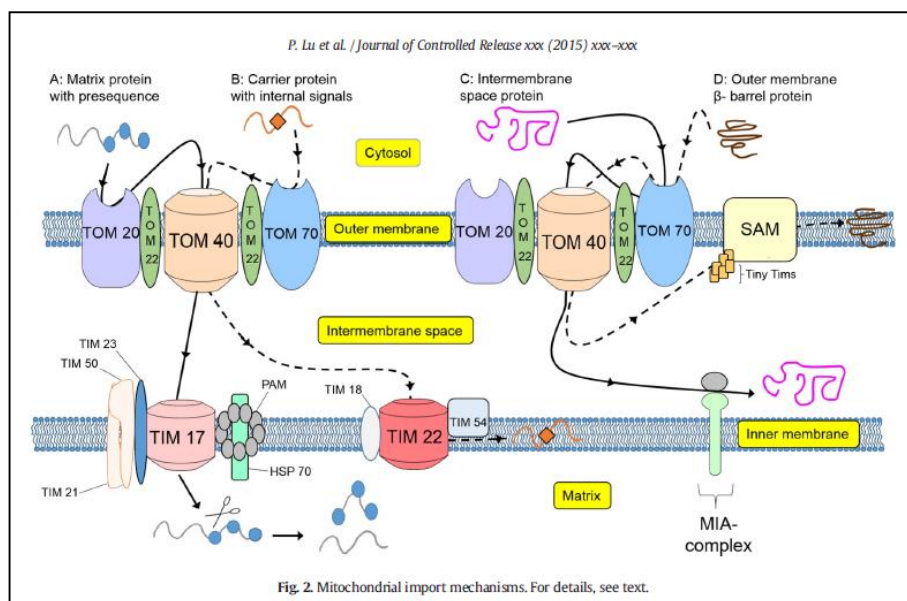 P. Lu et al. / Journal of Controlled Release xxx (2015) xxx–xxx
A: Matrix protein
with presequence
B: Carrier protein
with internal signals
C: Intermembrane
space protein
D: Outer membrane
β- barrel protein
Cytosol
TOM 20
TOM
22
TOM 40
TOM
22
TOM 70
Outer membrane
TOM 20
TOM
22
TOM 40
TOM
22
TOM 70
SAM
Tiny Tims
Intermembrane space
TIM 23
TIM 50
PAM
TIM 18
TIM 17
TIM 22
TIM 54
Inner membrane
HSP 70
TIM 21
Matrix
MIA-
complex
Fig. 2. Mitochondrial import mechanisms. For details, see text.